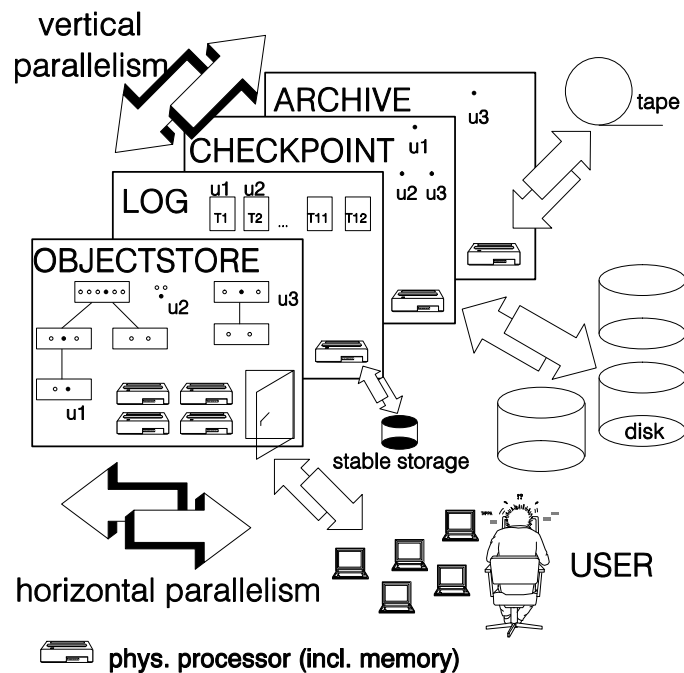 vertical
parallelism
ARCHIVE
u3
tape
CHECKPOINT
u1
u2 u3
LOG
u1 u2
T1 T2 ... T11 T12
OBJECTSTORE
u2
u3
u1
disk
stable storage
!?
USER
horizontal parallelism
phys. processor (incl. memory)